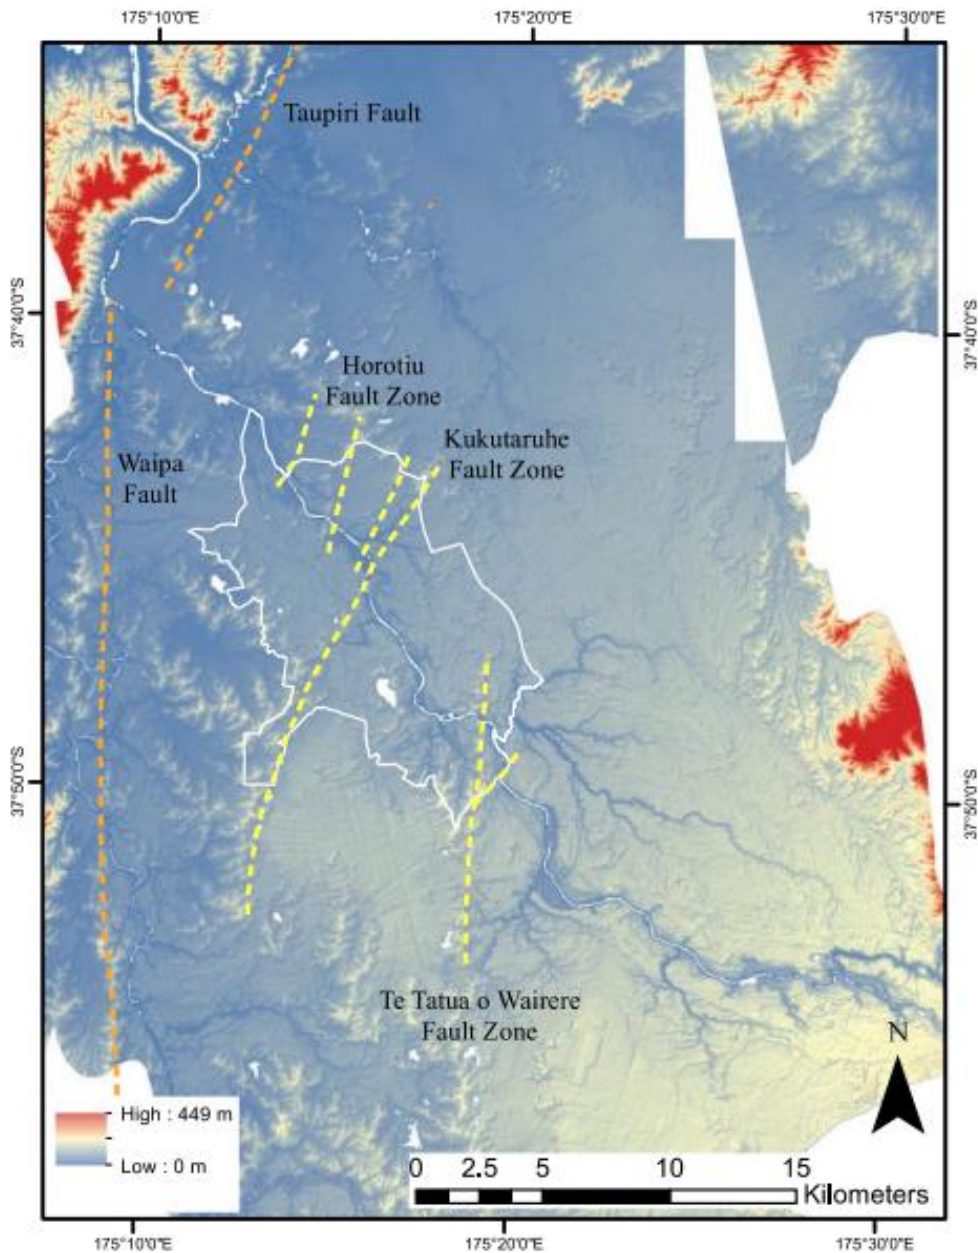 175°10'0"E
175°20'0"E
175°30'0"E
Taupiri Fault
37°40'0"S
37°40'0"S
Horotiu
Fault Zone
Kukutaruhe
Fault Zone
Waipa
Fault
37°50'0"S
37°50'0"S
Te Tatua o Wairere
Fault Zone
N
High : 449 m
Low : 0 m
0 2.5 5 10 15
Kilometers
175°10'0"E
175°20'0"E
175°30'0"E